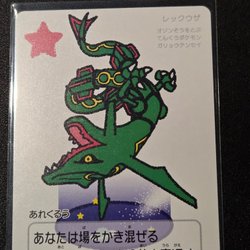 レックウザ
オゾンそうをとぶ
てんくうポケモン
ガリョウテンセイ
あれくるう
あなたは場をかき混ぜる